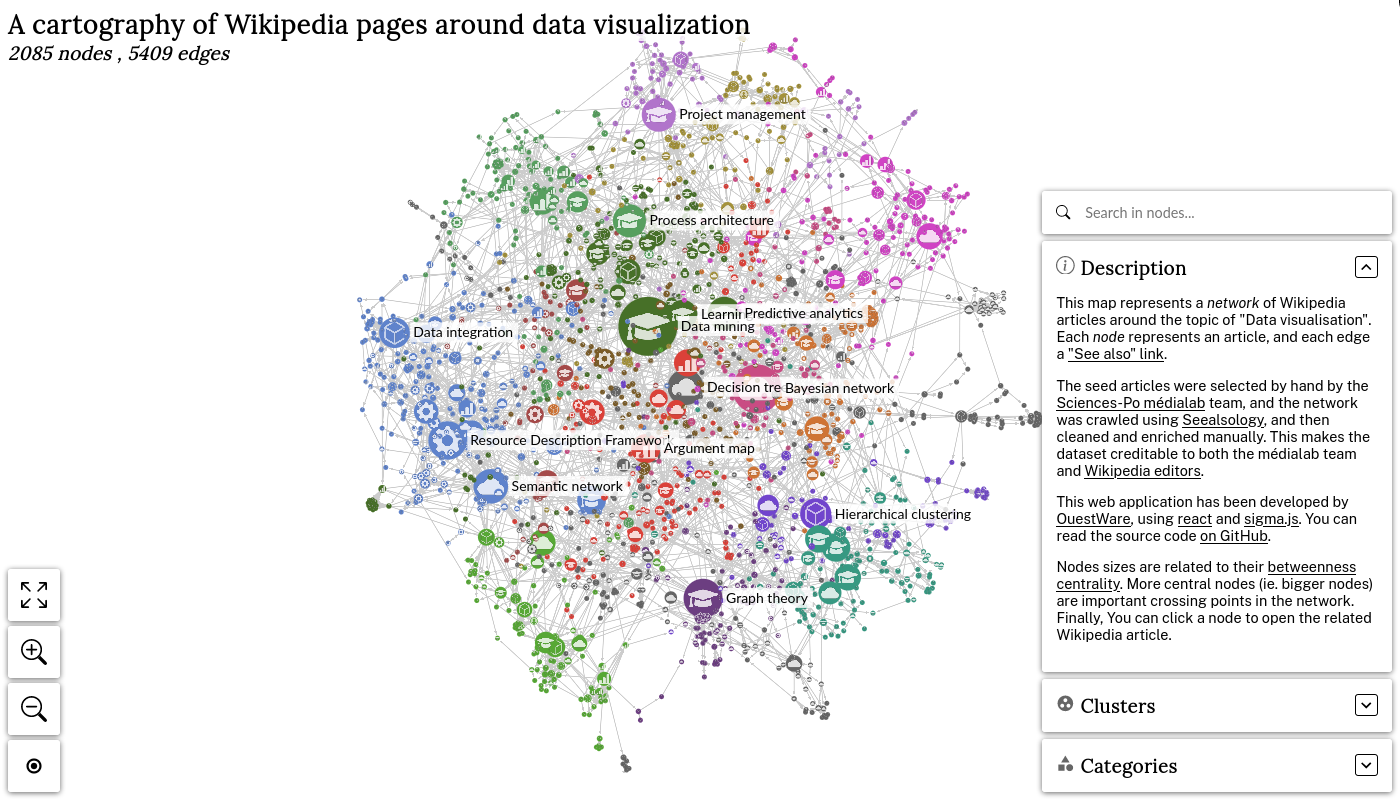 A cartography of Wikipedia pages around data visualization
2085 nodes , 5409 edges
Project management
Process architecture
Learnin
Predictive analytics
Data mining
Data integration
Decision tre
Bayesian network
Resource Description Framewo
Argument map
Semantic network
Hierarchical clustering
Graph theory
Search in nodes...
Description
This map represents a network of Wikipedia
articles around the topic of "Data visualisation".
Each node represents an article, and each edge
a "See also" link.
The seed articles were selected by hand by the
Sciences-Po médialab team, and the network
was crawled using Seealsology, and then
cleaned and enriched manually. This makes the
dataset creditable to both the médialab team
and Wikipedia editors.
This web application has been developed by
OuestWare, using react and sigma.js. You can
read the source code on GitHub.
Nodes sizes are related to their betweenness
centrality. More central nodes (ie. bigger nodes)
are important crossing points in the network.
Finally, You can click a node to open the related
Wikipedia article.
Clusters
Categories